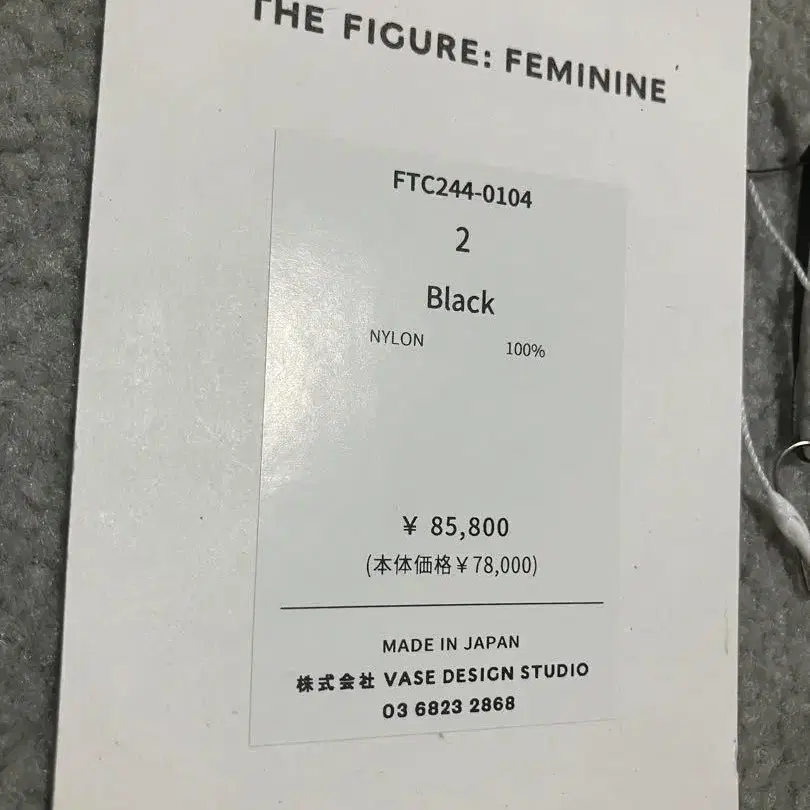 THE FIGURE: FEMININE
FTC244-0104
2
Black
NYLON 100%
¥ 85,800
(本体価格¥78,000)
MADE IN JAPAN
株式会社 VASE DESIGN STUDIO
03 6823 2868